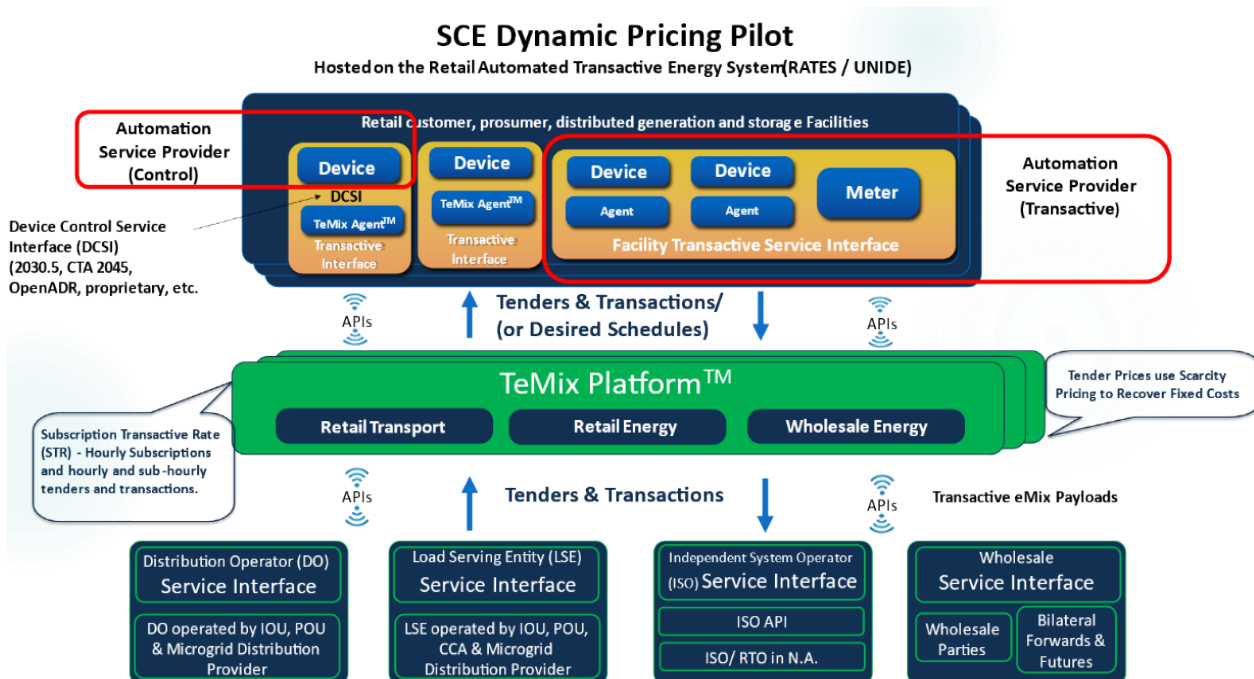 SCE Dynamic Pricing Pilot
Hosted on the Retail Automated Transactive Energy System(RATES / UNIDE)
Retail customer, prosumer, distributed generation and storage Facilities
Automation
Service Provider
(Control)
Device
DCSI
TeMix Agent™
Transactive
Interface
Device
TeMix Agent™
Transactive
Interface
Device
Agent
Device
Agent
Meter
Facility Transactive Service Interface
Automation
Service Provider
(Transactive)
Device Control Service
Interface (DCSI)
(2030.5, CTA 2045,
OpenADR, proprietary, etc.
APIs
Tenders & Transactions/
(or Desired Schedules)
APIs
TeMix Platform™
Retail Transport
Retail Energy
Wholesale Energy
Tender Prices use Scarcity
Pricing to Recover Fixed Costs
Subscription Transactive Rate
(STR) - Hourly Subscriptions
and hourly and sub-hourly
tenders and transactions.
APIs
Tenders & Transactions
APIs
Transactive eMix Payloads
Distribution Operator (DO)
Service Interface
DO operated by IOU, POU
& Microgrid Distribution
Provider
Load Serving Entity (LSE)
Service Interface
LSE operated by IOU, POU,
CCA & Microgrid
Distribution Provider
Independent System Operator
(ISO) Service Interface
ISO API
ISO/ RTO in N.A.
Wholesale
Service Interface
Wholesale
Parties
Bilateral
Forwards &
Futures